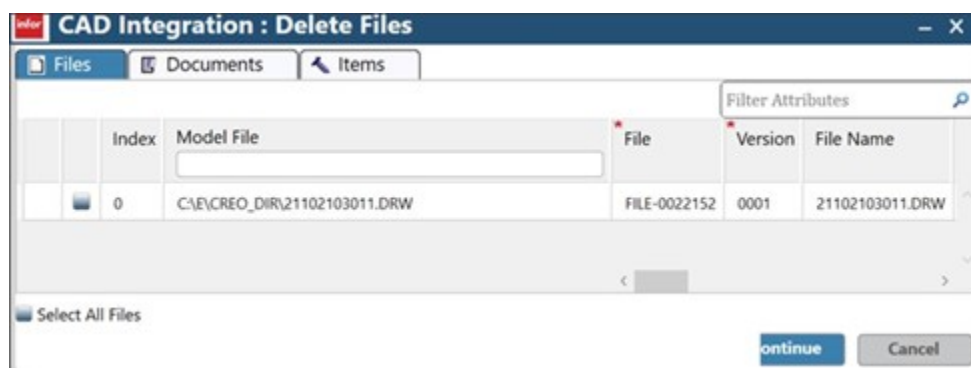 infor CAD Integration : Delete Files
Files Documents Items
Filter Attributes
Index Model File * File * Version File Name
0 C:\E\CREO_DIR\21102103011.DRW FILE-0022152 0001 21102103011.DRW
Select All Files
ontinue Cancel